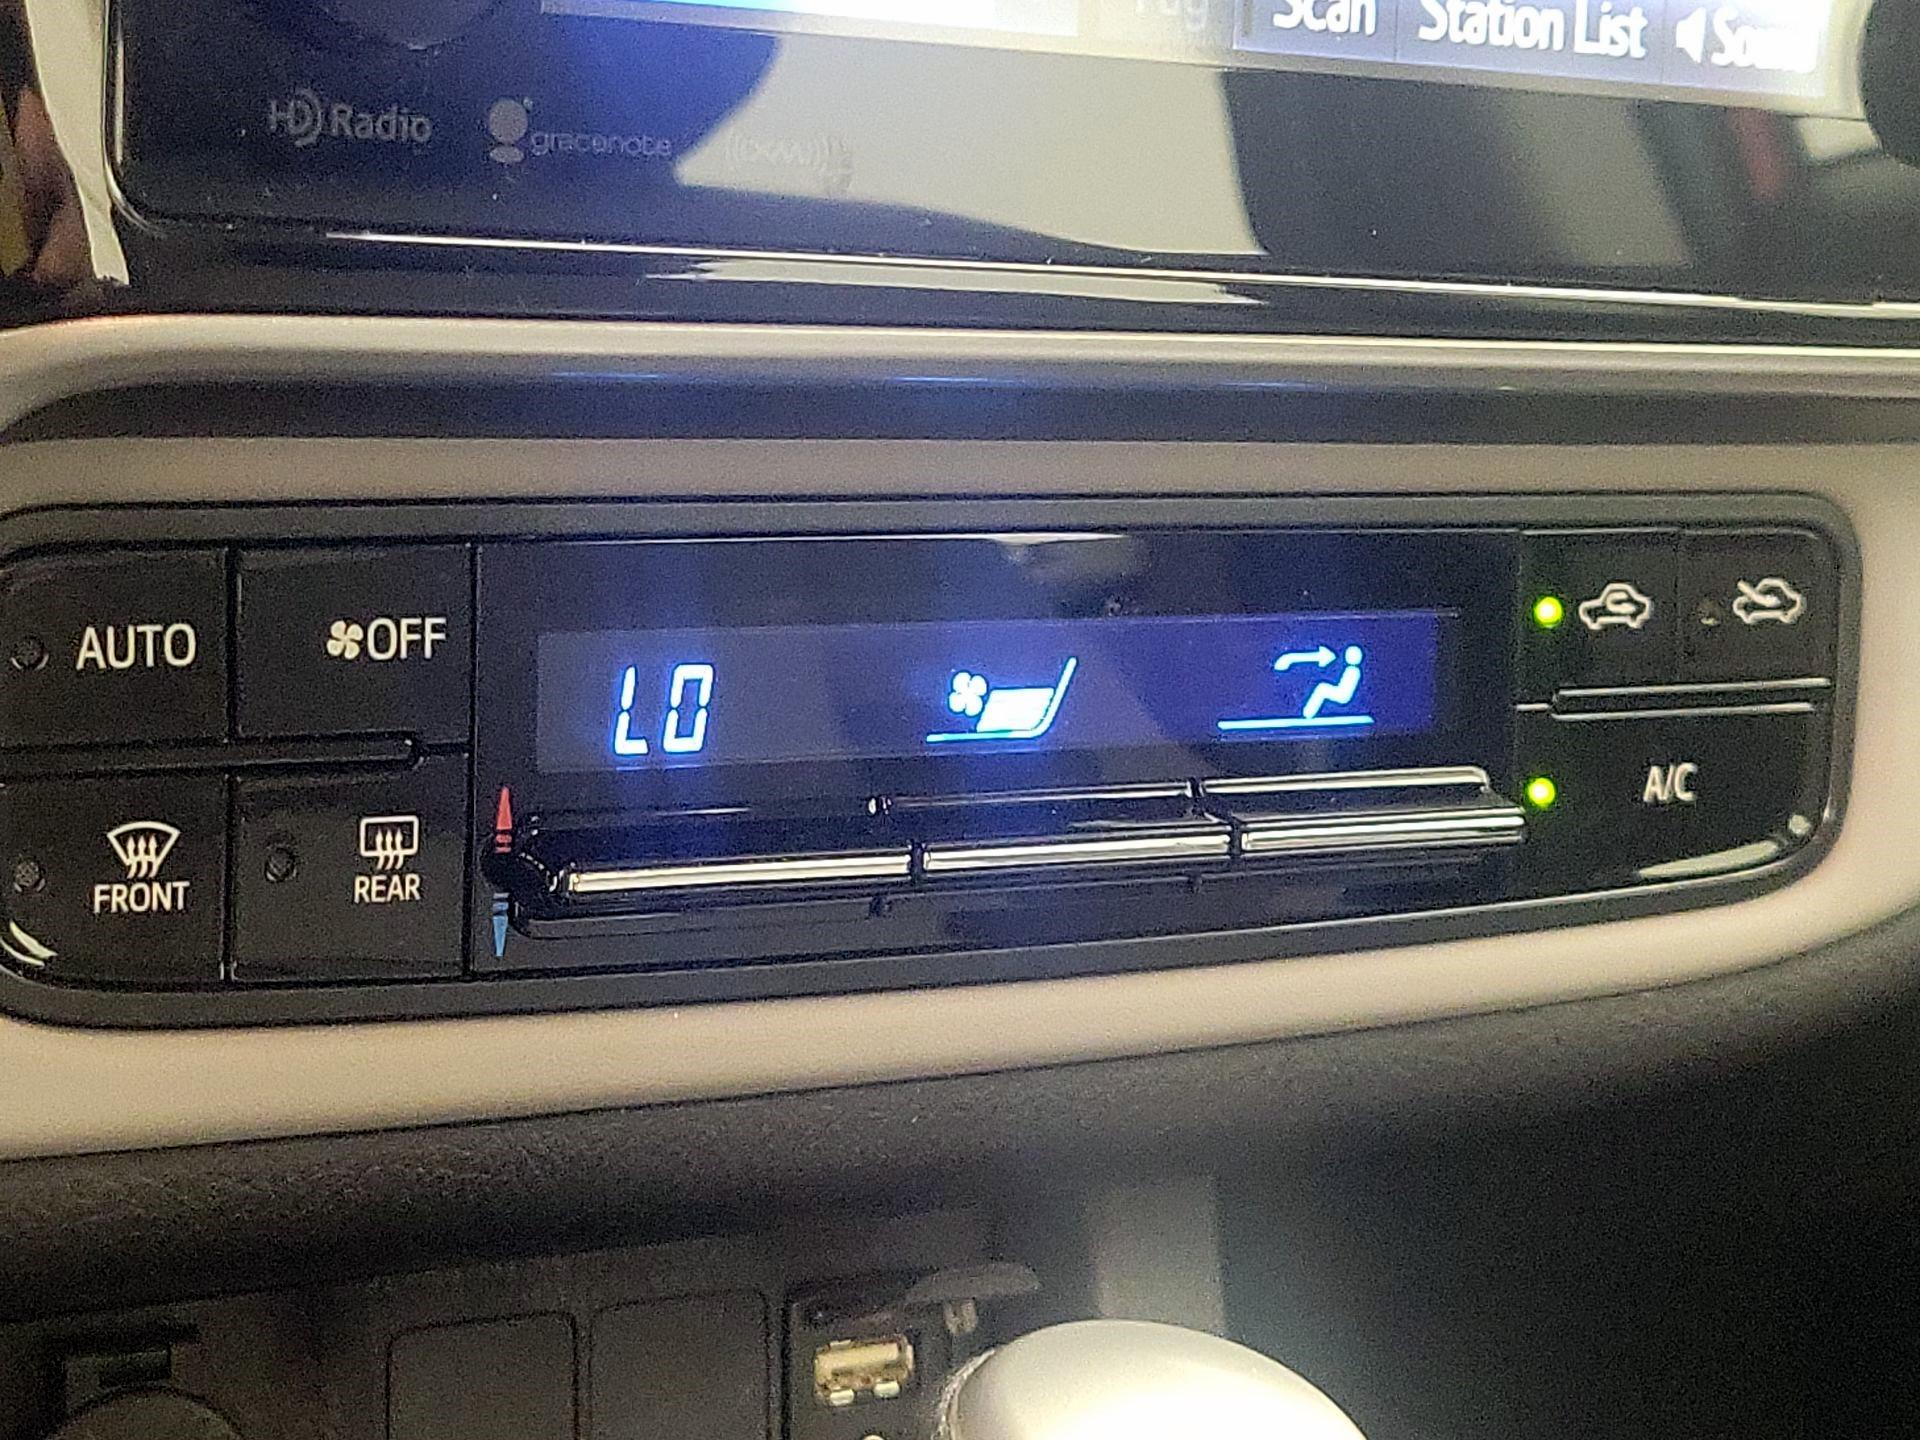 Scan
Station List
HD Radio
gracenote
AUTO
OFF
LO
A/C
FRONT
REAR